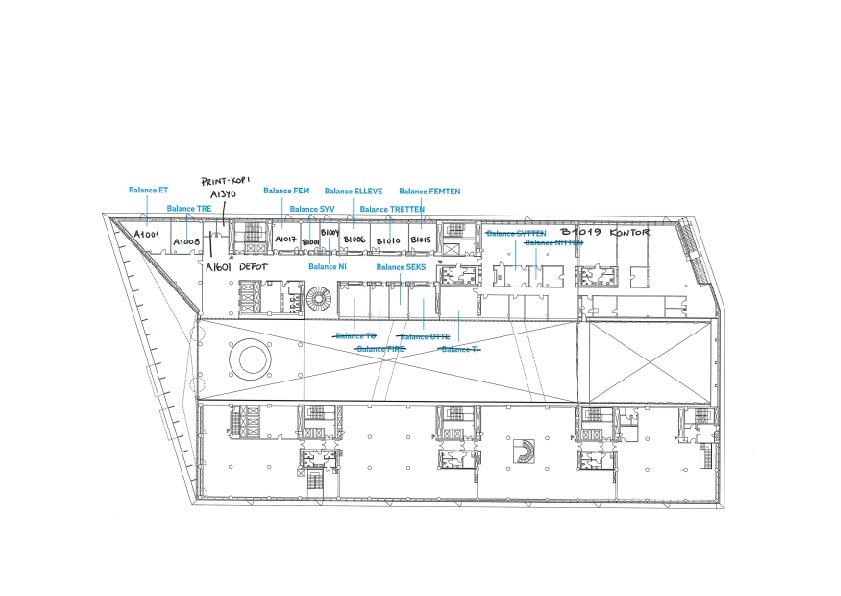 PRINT-KOPI
A1340
Balance ET
Balance FEM
Balance ELLEVE
Balance FEMTEN
Balance TRE
Balance SYV
Balance TRETTEN
A1001
A1008
A1017
B1001
B1004
B1006
B1010
B1015
Balance SYTTEN
B1019 KONTOR
Balance NITTEN
A1601 DEPOT
Balance NI
Balance SEKS
Balance TO
Balance OTTE
Balance FIRE
Balance TI